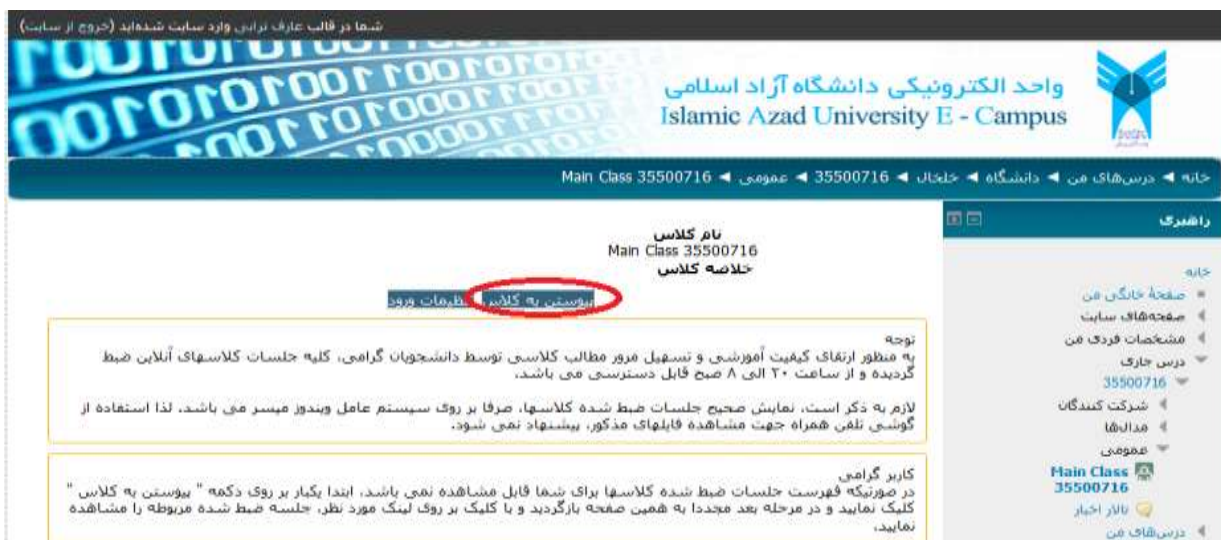 شما در قالب عارف ترابی وارد سایت شده‌اید (خروج از سایت)
واحد الکترونیکی دانشگاه آزاد اسلامی
Islamic Azad University E - Campus
خانه ◄ درس‌های من ◄ دانشگاه ◄ خلخال ◄ 35500716 ◄ عمومی ◄ Main Class 35500716
راهبری
خانه
صفحهٔ خانگی من
صفحه‌های سایت
مشخصات فردی من
درس جاری
35500716
شرکت کنندگان
مدال‌ها
عمومی
Main Class
35500716
تالار اخبار
درس‌های من
نام کلاس
Main Class 35500716
خلاصه کلاس
پیوستن به کلاس تنظیمات ورود
توجه
به منظور ارتقای کیفیت آموزشی و تسهیل مرور مطالب کلاسی توسط دانشجویان گرامی، کلیه جلسات کلاسهای آنلاین ضبط
گردیده و از ساعت ۲۰ الی ۸ صبح قابل دسترسی می باشد.
لازم به ذکر است، نمایش صحیح جلسات ضبط شده کلاسها، صرفا بر روی سیستم عامل ویندوز میسر می باشد. لذا استفاده از
گوشی تلفن همراه جهت مشاهده فایلهای مذکور، پیشنهاد نمی شود.
کاربر گرامی
در صورتیکه فهرست جلسات ضبط شده کلاسها برای شما قابل مشاهده نمی باشد، ابتدا یکبار بر روی دکمه " پیوستن به کلاس "
کلیک نمایید و در مرحله بعد مجددا به همین صفحه بازگردید و با کلیک بر روی لینک مورد نظر، جلسه ضبط شده مربوطه را مشاهده
نمایید.